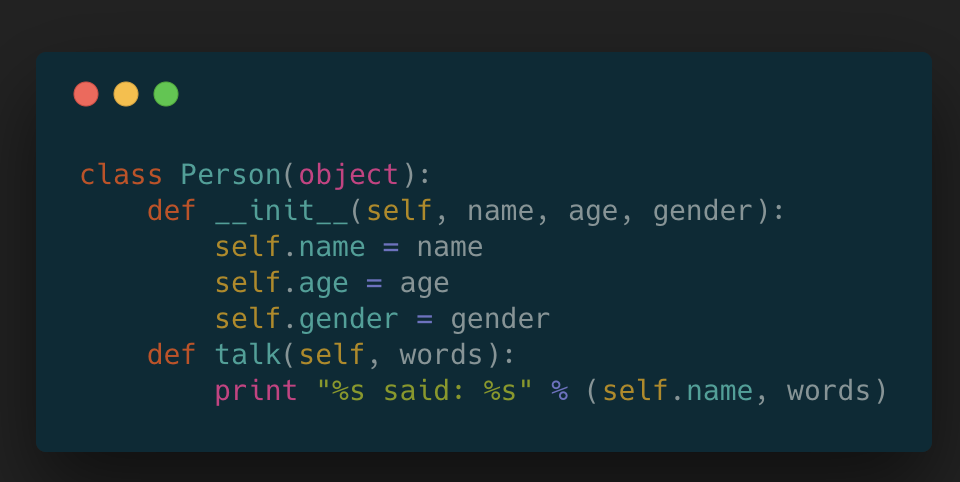 class Person(object):
    def __init__(self, name, age, gender):
        self.name = name
        self.age = age
        self.gender = gender
    def talk(self, words):
        print "%s said: %s" % (self.name, words)